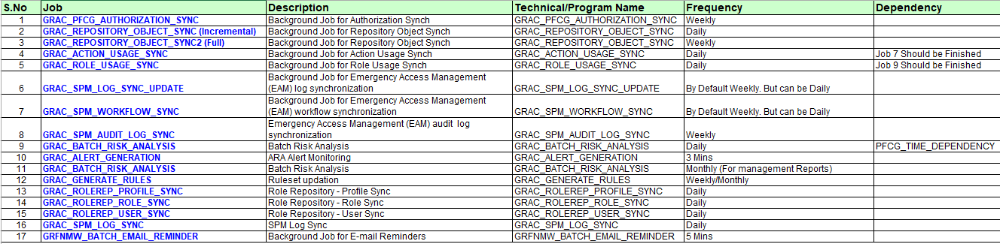 S.No Job Description Technical/Program Name Frequency Dependency
1 GRAC_PFCG_AUTHORIZATION_SYNC Background Job for Authorization Synch GRAC_PFCG_AUTHORIZATION_SYNC Weekly
2 GRAC_REPOSITORY_OBJECT_SYNC (Incremental) Background Job for Repository Object Synch GRAC_REPOSITORY_OBJECT_SYNC Daily
3 GRAC_REPOSITORY_OBJECT_SYNC2 (Full) Background Job for Repository Object Synch GRAC_REPOSITORY_OBJECT_SYNC Weekly
4 GRAC_ACTION_USAGE_SYNC Background Job for Action Usage Synch GRAC_ACTION_USAGE_SYNC Daily Job 7 Should be Finished
5 GRAC_ROLE_USAGE_SYNC Background Job for Role Usage Synch GRAC_ROLE_USAGE_SYNC Daily Job 9 Should be Finished
Background Job for Emergency Access Management
6 GRAC_SPM_LOG_SYNC_UPDATE (EAM) log synchronization GRAC_SPM_LOG_SYNC_UPDATE By Default Weekly. But can be Daily
Background Job for Emergency Access Management
7 GRAC_SPM_WORKFLOW_SYNC (EAM) workflow synchronization GRAC_SPM_WORKFLOW_SYNC By Default Weekly. But can be Daily
Emergency Access Management (EAM) audit log
8 GRAC_SPM_AUDIT_LOG_SYNC synchronization GRAC_SPM_AUDIT_LOG_SYNC Weekly
9 GRAC_BATCH_RISK_ANALYSIS Batch Risk Analysis GRAC_BATCH_RISK_ANALYSIS Daily PFCG_TIME_DEPENDENCY
10 GRAC_ALERT_GENERATION ARA Alert Monitoring GRAC_ALERT_GENERATION 3 Mins
11 GRAC_BATCH_RISK_ANALYSIS Batch Risk Analysis GRAC_BATCH_RISK_ANALYSIS Monthly (For management Reports)
12 GRAC_GENERATE_RULES Ruleset updation GRAC_GENERATE_RULES Weekly/Monthly
13 GRAC_ROLEREP_PROFILE_SYNC Role Repository - Profile Sync GRAC_ROLEREP_PROFILE_SYNC Daily
14 GRAC_ROLEREP_ROLE_SYNC Role Repository - Role Sync GRAC_ROLEREP_ROLE_SYNC Daily
15 GRAC_ROLEREP_USER_SYNC Role Repository - User Sync GRAC_ROLEREP_USER_SYNC Daily
16 GRAC_SPM_LOG_SYNC SPM Log Sync GRAC_SPM_LOG_SYNC Daily
17 GRFNMW_BATCH_EMAIL_REMINDER Background Job for E-mail Reminders GRFNMW_BATCH_EMAIL_REMINDER 5 Mins